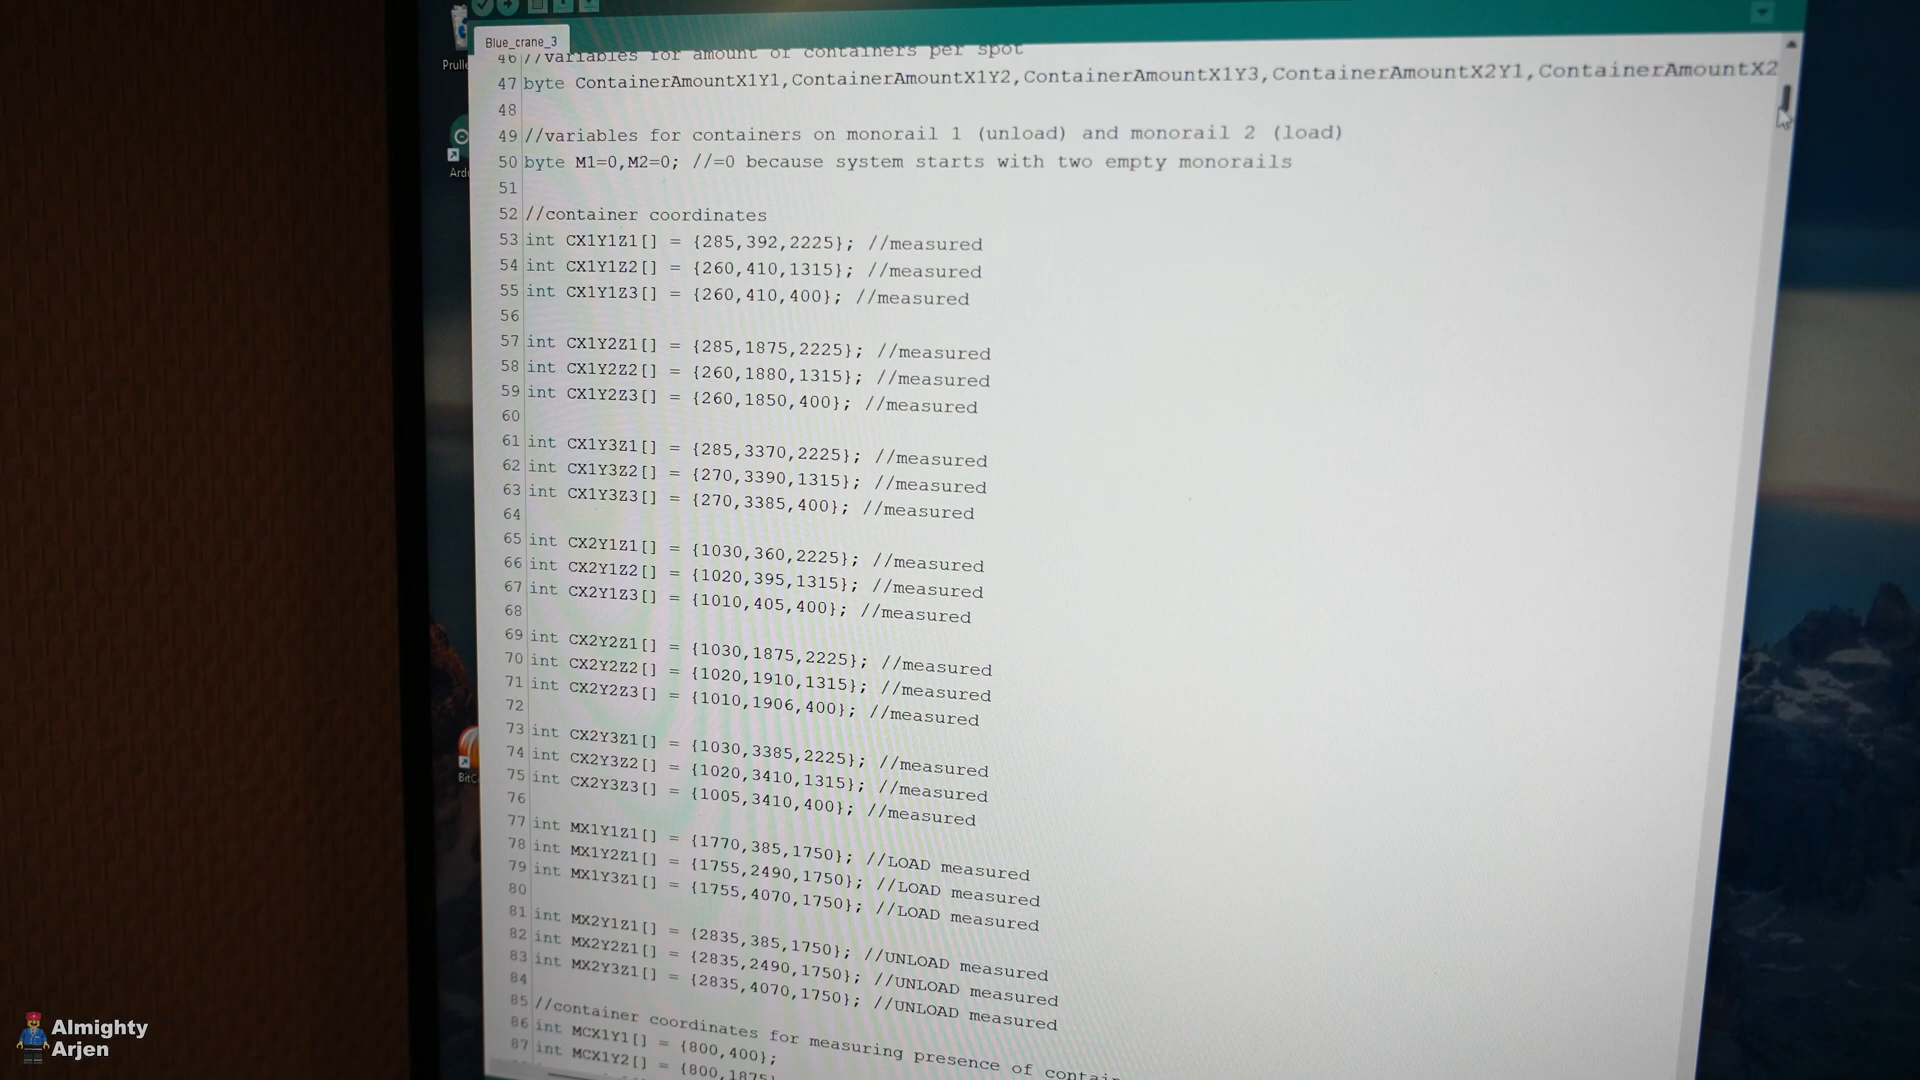 Blue_crane_3
Prulle
46 //variables for amount of containers per spot
47 byte ContainerAmountX1Y1,ContainerAmountX1Y2,ContainerAmountX1Y3,ContainerAmountX2Y1,ContainerAmountX2
48
49 //variables for containers on monorail 1 (unload) and monorail 2 (load)
50 byte M1=0,M2=0; //=0 because system starts with two empty monorails
Ardu
51
52 //container coordinates
53 int CX1Y1Z1[] = {285,392,2225}; //measured
54 int CX1Y1Z2[] = {260,410,1315}; //measured
55 int CX1Y1Z3[] = {260,410,400}; //measured
56
57 int CX1Y2Z1[] = {285,1875,2225}; //measured
58 int CX1Y2Z2[] = {260,1880,1315}; //measured
59 int CX1Y2Z3[] = {260,1850,400}; //measured
60
61 int CX1Y3Z1[] = {285,3370,2225}; //measured
62 int CX1Y3Z2[] = {270,3390,1315}; //measured
63 int CX1Y3Z3[] = {270,3385,400}; //measured
64
65 int CX2Y1Z1[] = {1030,360,2225}; //measured
66 int CX2Y1Z2[] = {1020,395,1315}; //measured
67 int CX2Y1Z3[] = {1010,405,400}; //measured
68
69 int CX2Y2Z1[] = {1030,1875,2225}; //measured
70 int CX2Y2Z2[] = {1020,1910,1315}; //measured
71 int CX2Y2Z3[] = {1010,1906,400}; //measured
72
73 int CX2Y3Z1[] = {1030,3385,2225}; //measured
74 int CX2Y3Z2[] = {1020,3410,1315}; //measured
75 int CX2Y3Z3[] = {1005,3410,400}; //measured
BitC
76
77 int MX1Y1Z1[] = {1770,385,1750}; //LOAD measured
78 int MX1Y2Z1[] = {1755,2490,1750}; //LOAD measured
79 int MX1Y3Z1[] = {1755,4070,1750}; //LOAD measured
80
81 int MX2Y1Z1[] = {2835,385,1750}; //UNLOAD measured
82 int MX2Y2Z1[] = {2835,2490,1750}; //UNLOAD measured
83 int MX2Y3Z1[] = {2835,4070,1750}; //UNLOAD measured
84
85 //container coordinates for measuring presence of contai
86 int MCX1Y1[] = {800,400};
87 int MCX1Y2[] = {800,1875}
Almighty
Arjen